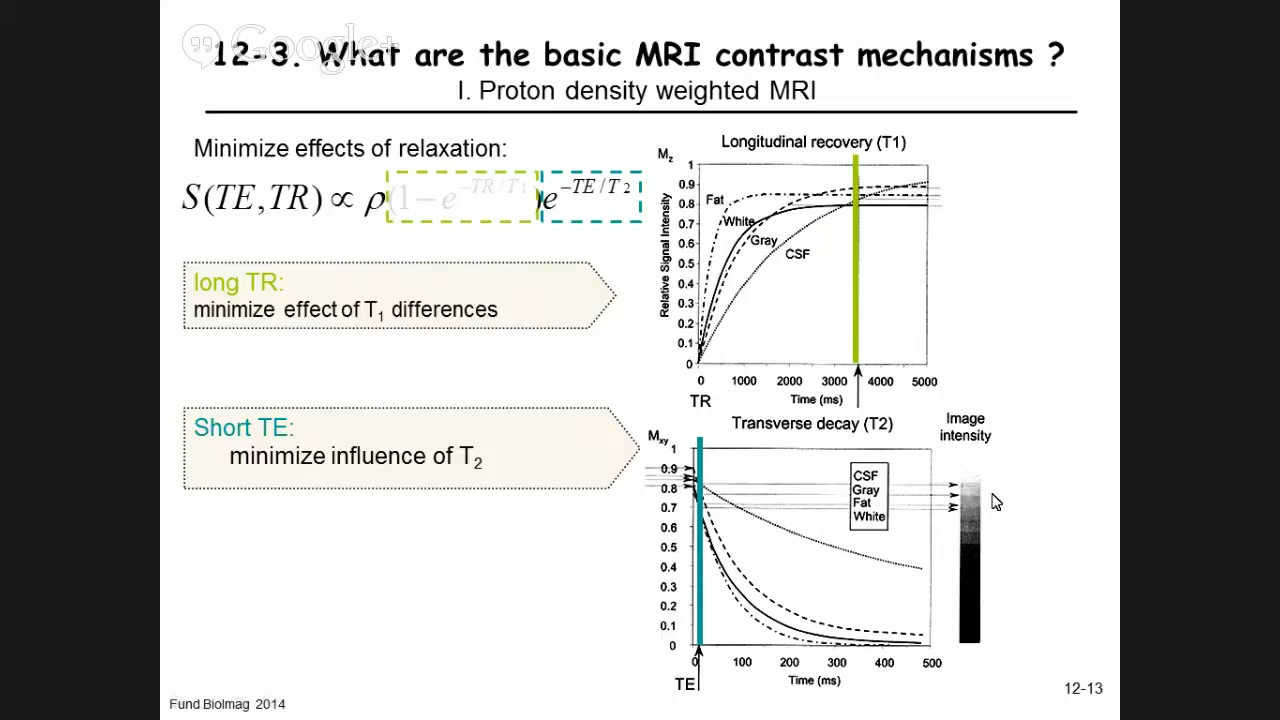 Google+
12-3. What are the basic MRI contrast mechanisms ?
I. Proton density weighted MRI
Minimize effects of relaxation:
S(TE,TR) ∝ ρ(1 − e^{−TR/T1})e^{−TE/T2}
long TR:
minimize effect of T1 differences
Short TE:
minimize influence of T2
Longitudinal recovery (T1)
Mz
Relative Signal Intensity
1
0.9
0.8
0.7
0.6
0.5
0.4
0.3
0.2
0.1
0
Fat
White
Gray
CSF
0 1000 2000 3000 4000 5000
TR
Time (ms)
Transverse decay (T2)
Mxy
1
0.9
0.8
0.7
0.6
0.5
0.4
0.3
0.2
0.1
0
CSF
Gray
Fat
White
Image
intensity
0 100 200 300 400 500
TE
Time (ms)
12-13
Fund BioImag 2014